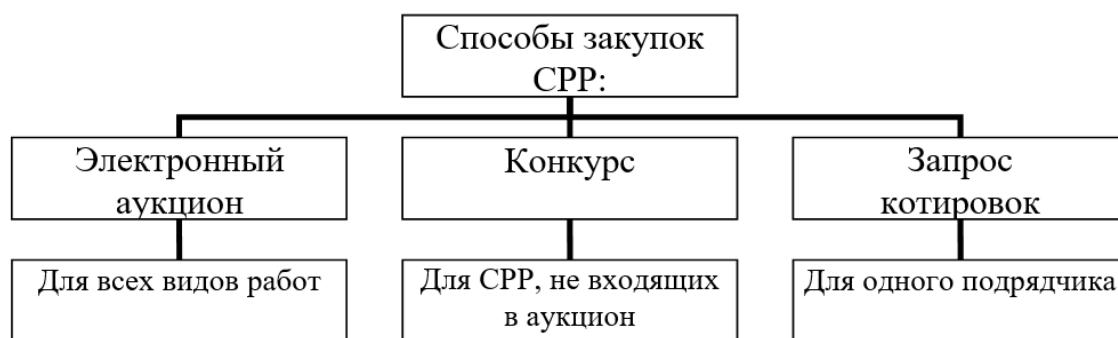 Способы закупок
СРР:
Электронный
аукцион
Конкурс
Запрос
котировок
Для всех видов работ
Для СРР, не входящих
в аукцион
Для одного подрядчика